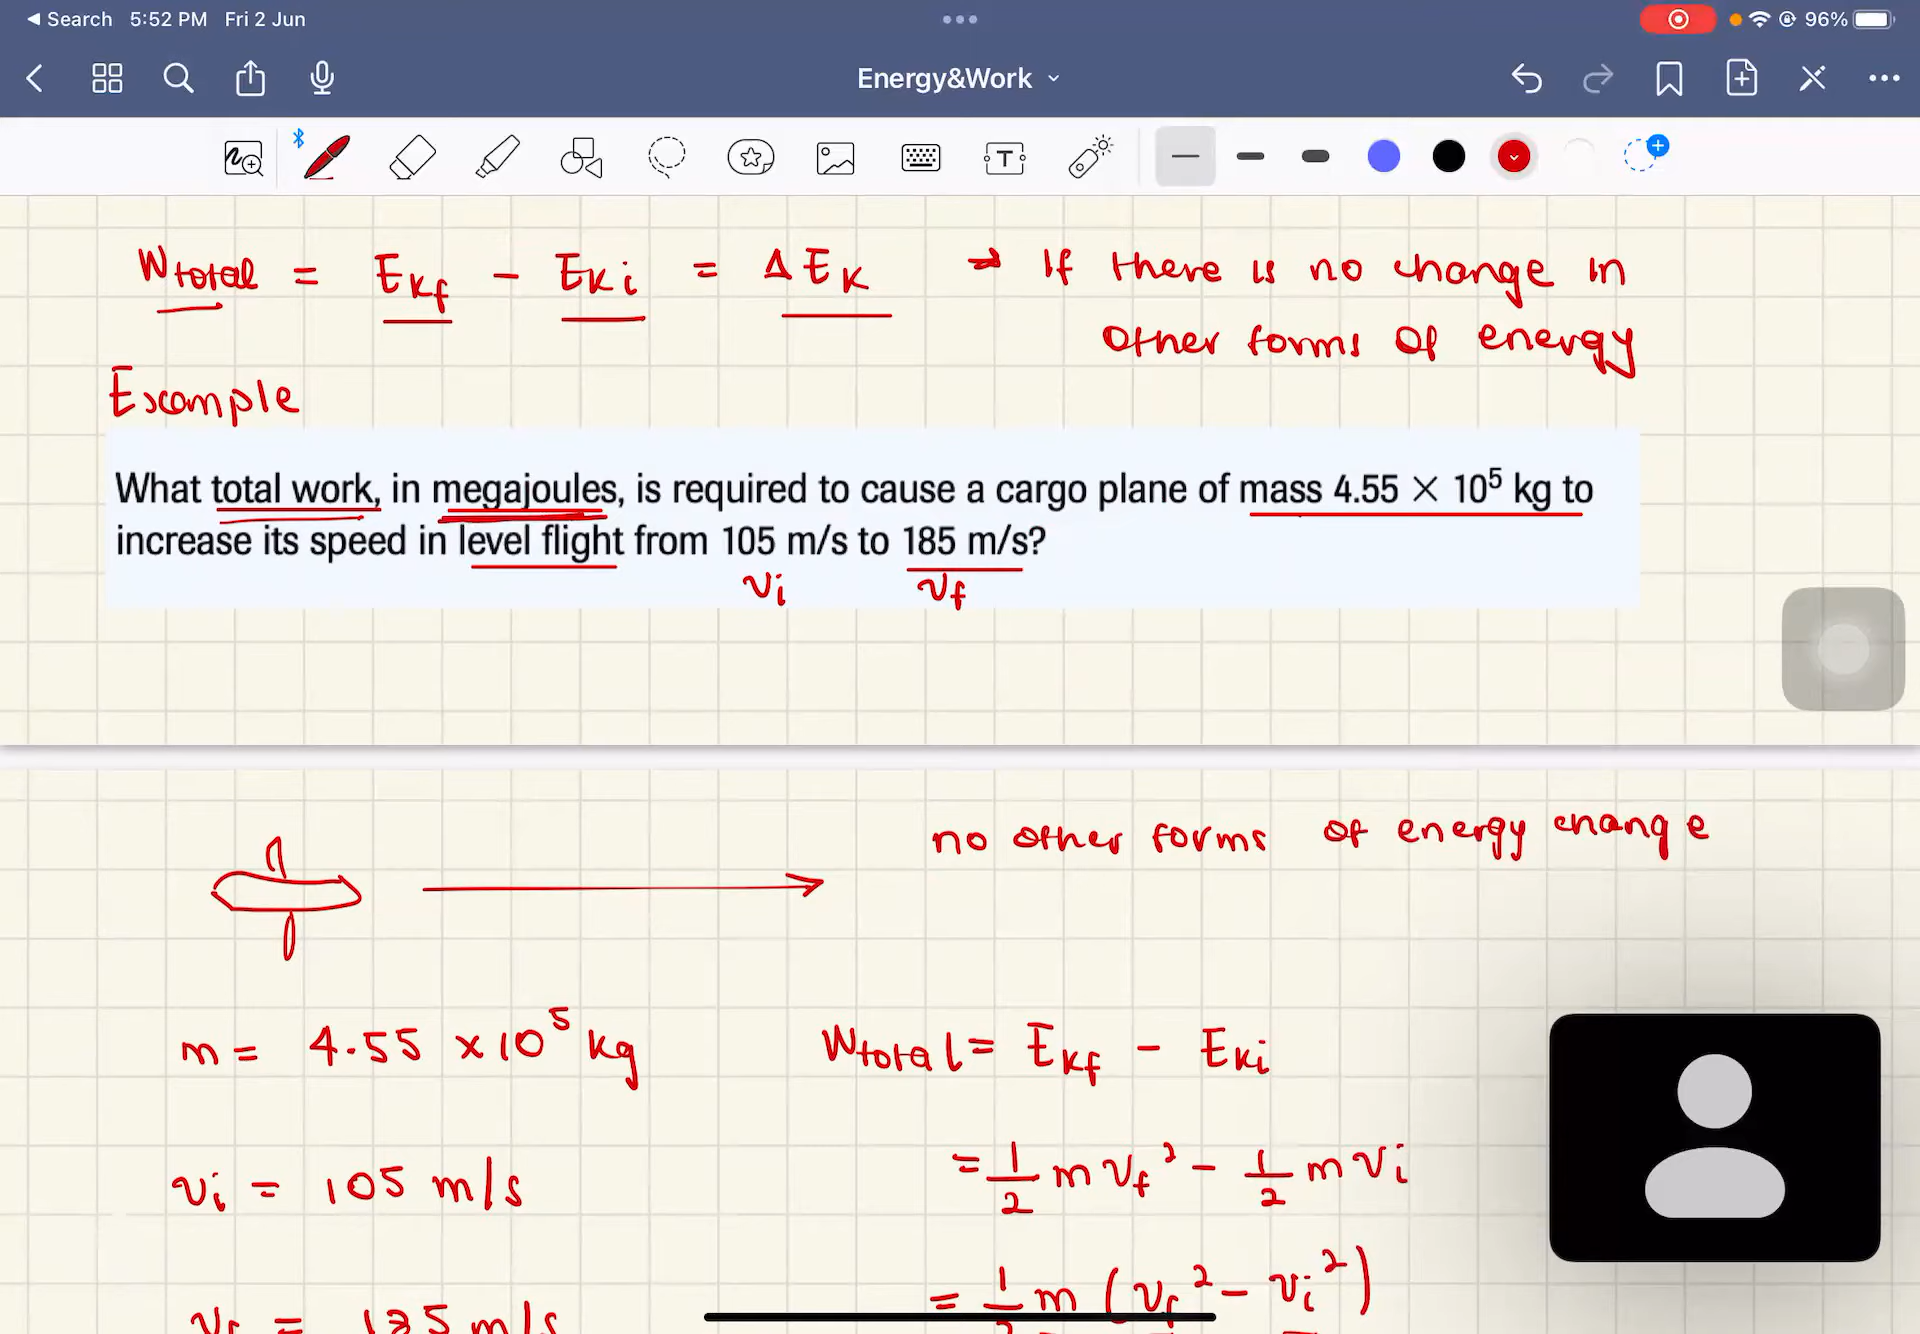 Search 5:52 PM Fri 2 Jun
96%
Energy&Work
T
Wtotal = Ekf - Eki = ΔEk → If there is no change in
other forms of energy
Example
What total work, in megajoules, is required to cause a cargo plane of mass 4.55 × 10⁵ kg to
increase its speed in level flight from 105 m/s to 185 m/s?
vi vf
no other forms of energy change
m = 4.55 × 10⁵ kg
Wtotal = Ekf - Eki
vi = 105 m/s
= 1/2 m vf² - 1/2 m vi
= 1/2 m (vf² - vi²)